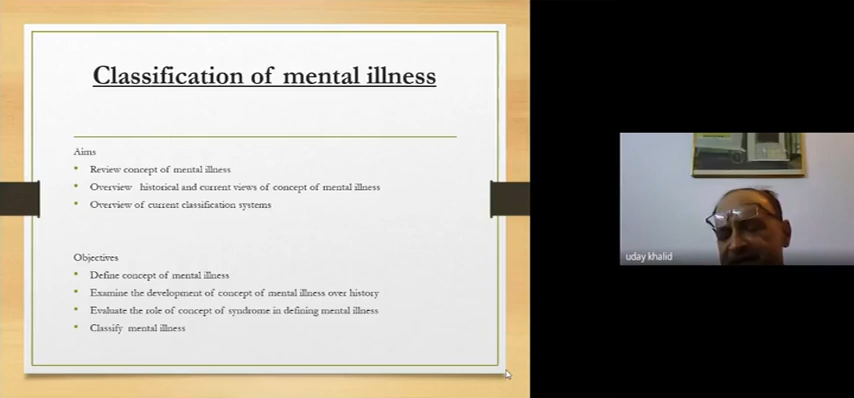 Classification of mental illness
Aims
Review concept of mental illness
Overview historical and current views of concept of mental illness
Overview of current classification systems
Objectives
Define concept of mental illness
Examine the development of concept of mental illness over history
Evaluate the role of concept of syndrome in defining mental illness
Classify mental illness
uday khalid